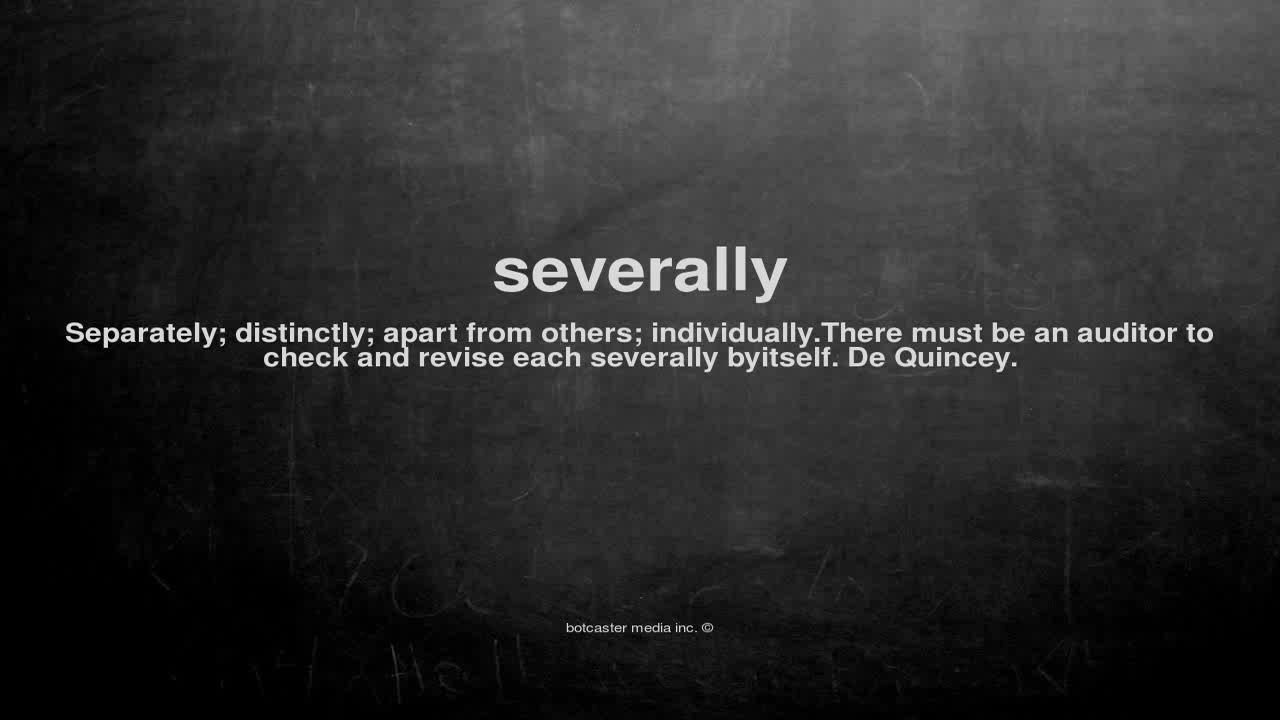 severally
Separately; distinctly; apart from others; individually.There must be an auditor to
check and revise each severally byitself. De Quincey.
botcaster media inc. ©